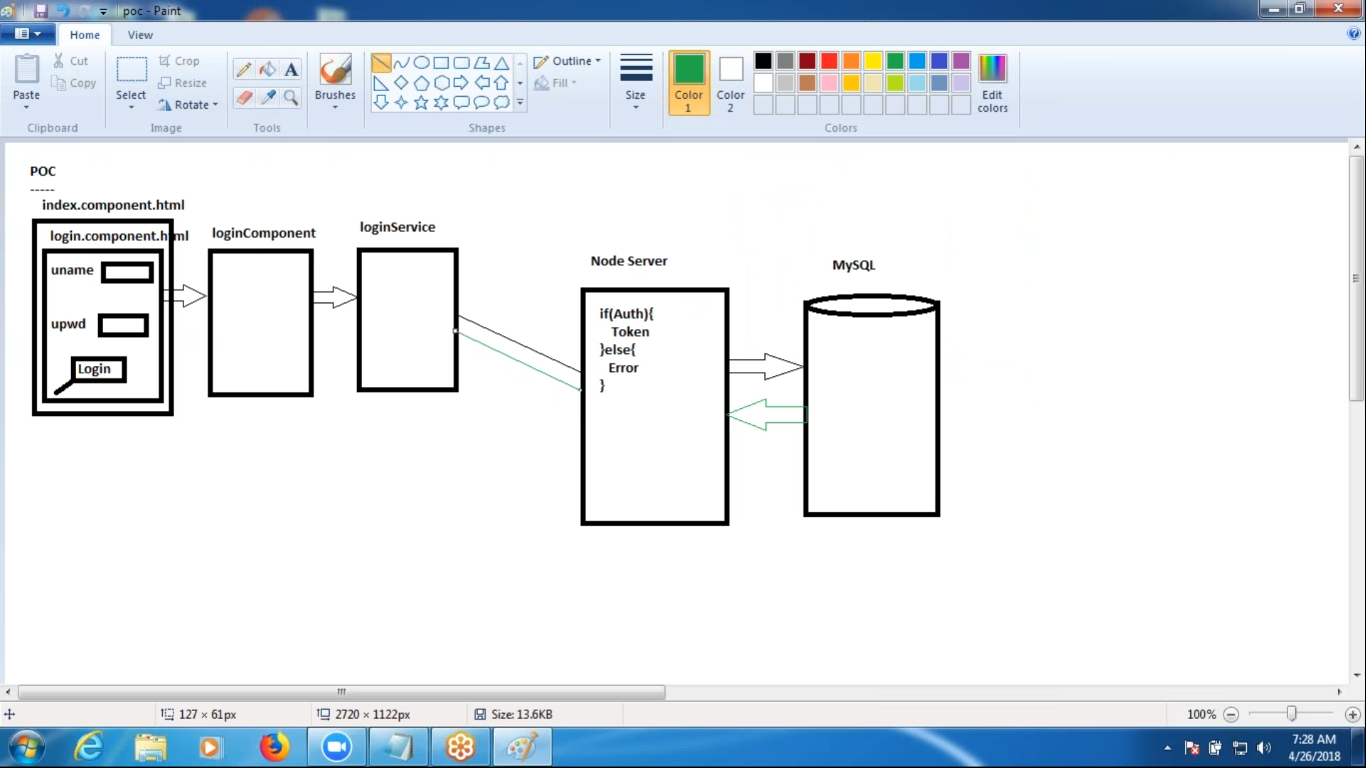 poc - Paint
Home
View
Paste
Cut
Copy
Clipboard
Select
Crop
Resize
Rotate
Image
A
Tools
Brushes
Outline
Fill
Shapes
Size
Color 1
Color 2
Edit colors
Colors
POC
-----
index.component.html
login.component.html
loginComponent
loginService
uname
upwd
Login
Node Server
if(Auth){
Token
}else{
Error
}
MySQL
127 × 61px
2720 × 1122px
Size: 13.6KB
100%
7:28 AM
4/26/2018